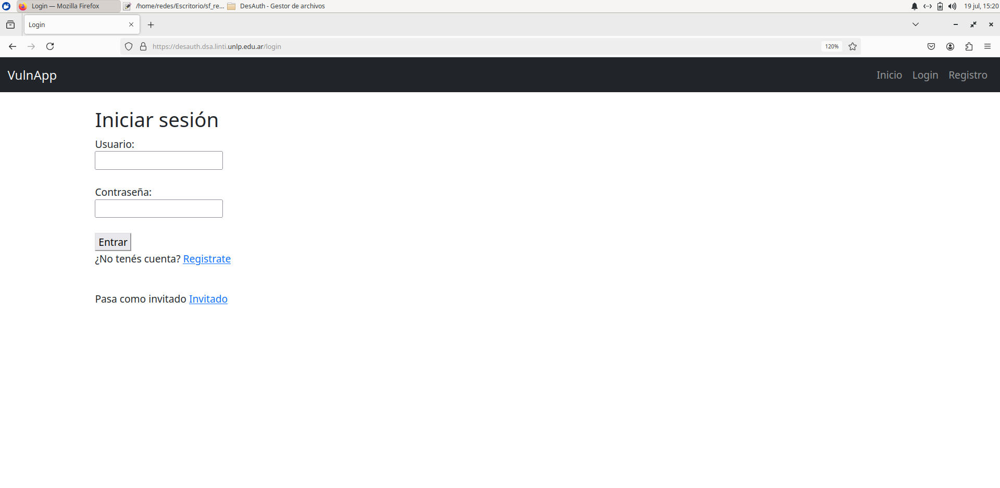 Login — Mozilla Firefox /home/redes/Escritorio/sf_re... DesAuth - Gestor de archivos 19 jul, 15:20
Login
https://desauth.dsa.linti.unlp.edu.ar/login 120%
VulnApp Inicio Login Registro
Iniciar sesión
Usuario:
Contraseña:
Entrar
¿No tenés cuenta? Registrate
Pasa como invitado Invitado